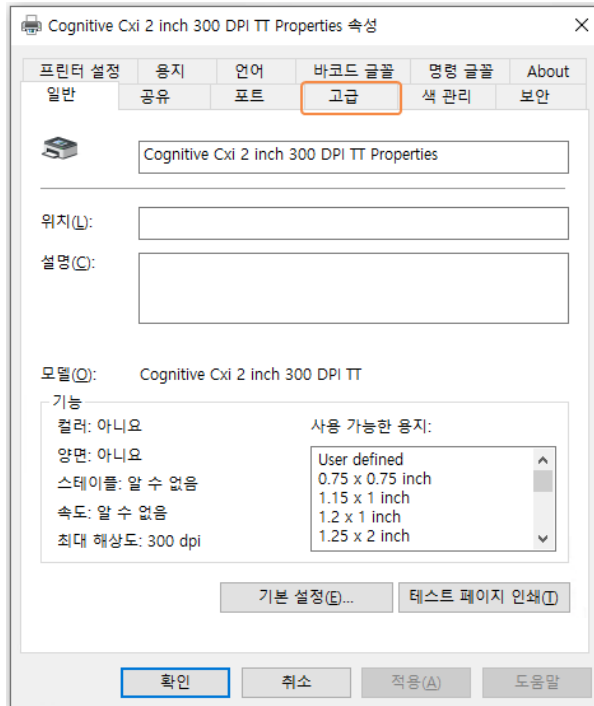 Cognitive Cxi 2 inch 300 DPI TT Properties 속성
프린터 설정 용지 언어 바코드 글꼴 명령 글꼴 About
일반 공유 포트 고급 색 관리 보안
Cognitive Cxi 2 inch 300 DPI TT Properties
위치(L):
설명(C):
모델(O): Cognitive Cxi 2 inch 300 DPI TT
기능
컬러: 아니요
양면: 아니요
스테이플: 알 수 없음
속도: 알 수 없음
최대 해상도: 300 dpi
사용 가능한 용지:
User defined
0.75 x 0.75 inch
1.15 x 1 inch
1.2 x 1 inch
1.25 x 2 inch
기본 설정(E)... 테스트 페이지 인쇄(T)
확인 취소 적용(A) 도움말